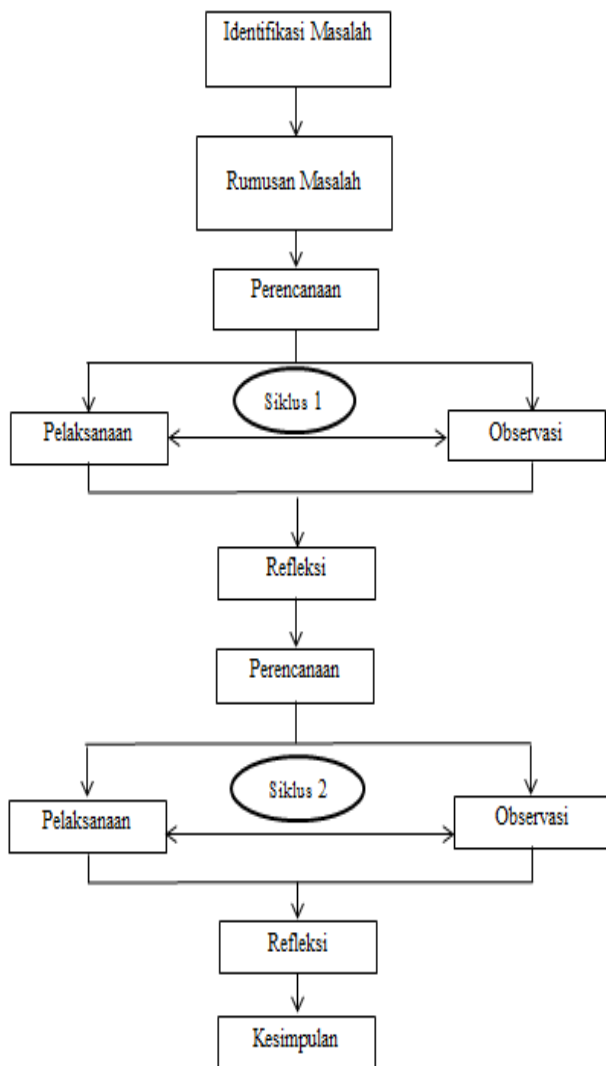 Identifikasi Masalah
Rumusan Masalah
Perencanaan
Siklus 1
Pelaksanaan
Observasi
Refleksi
Perencanaan
Siklus 2
Pelaksanaan
Observasi
Refleksi
Kesimpulan